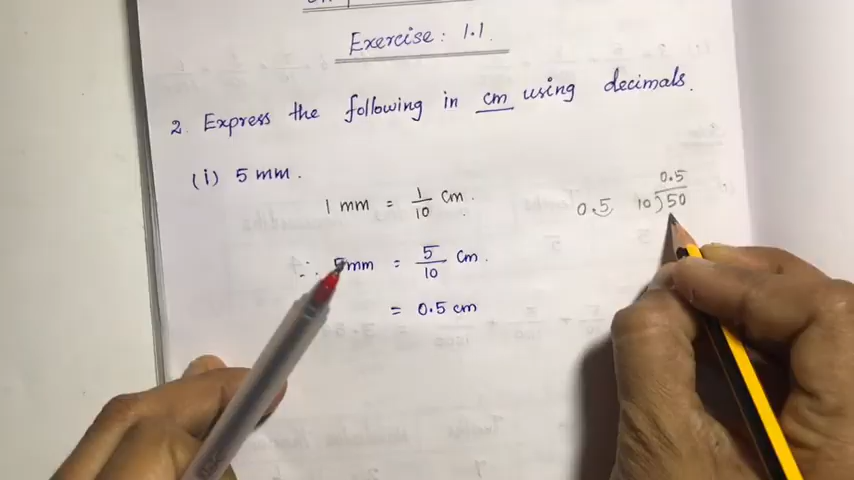 Exercise: 1.1.
2. Express the following in cm using decimals.
(i) 5 mm.
1 mm = 1/10 cm.
0.5
0.5 10)50
∴ 5mm = 5/10 cm.
= 0.5 cm